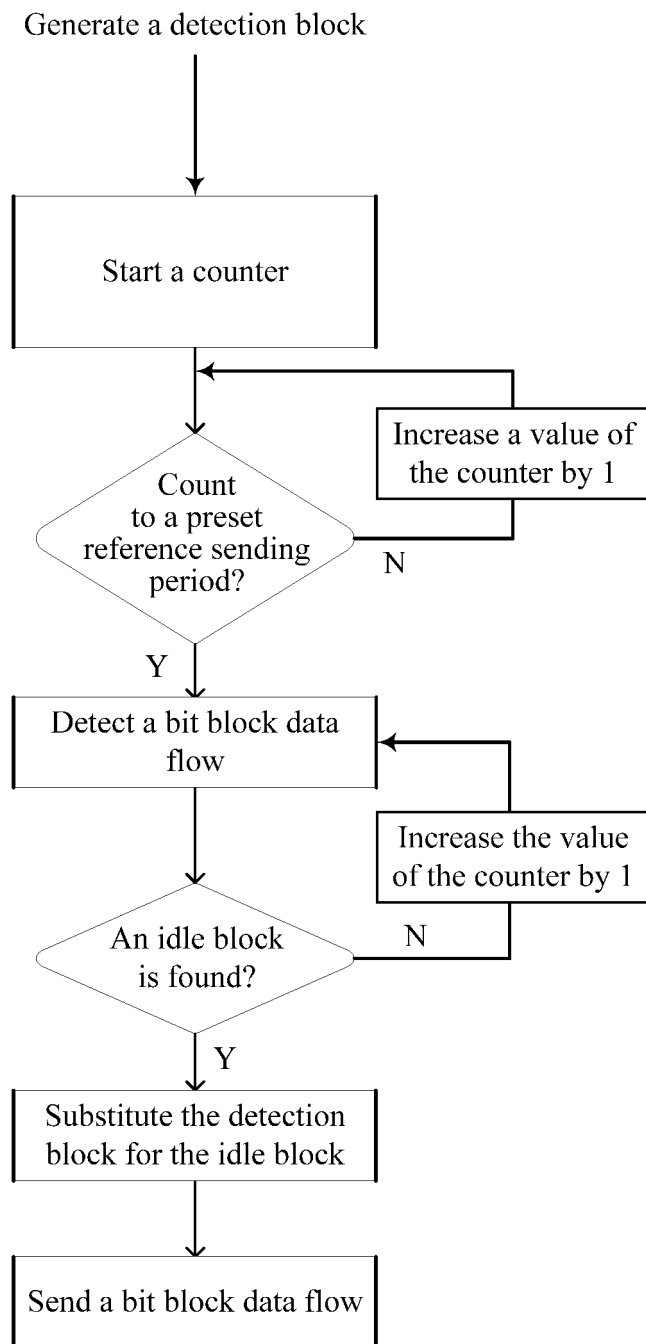 Generate a detection block
Start a counter
Increase a value of
the counter by 1
Count
to a preset
reference sending
period?
N
Y
Detect a bit block data
flow
Increase the value
of the counter by 1
An idle block
is found?
N
Y
Substitute the detection
block for the idle block
Send a bit block data flow